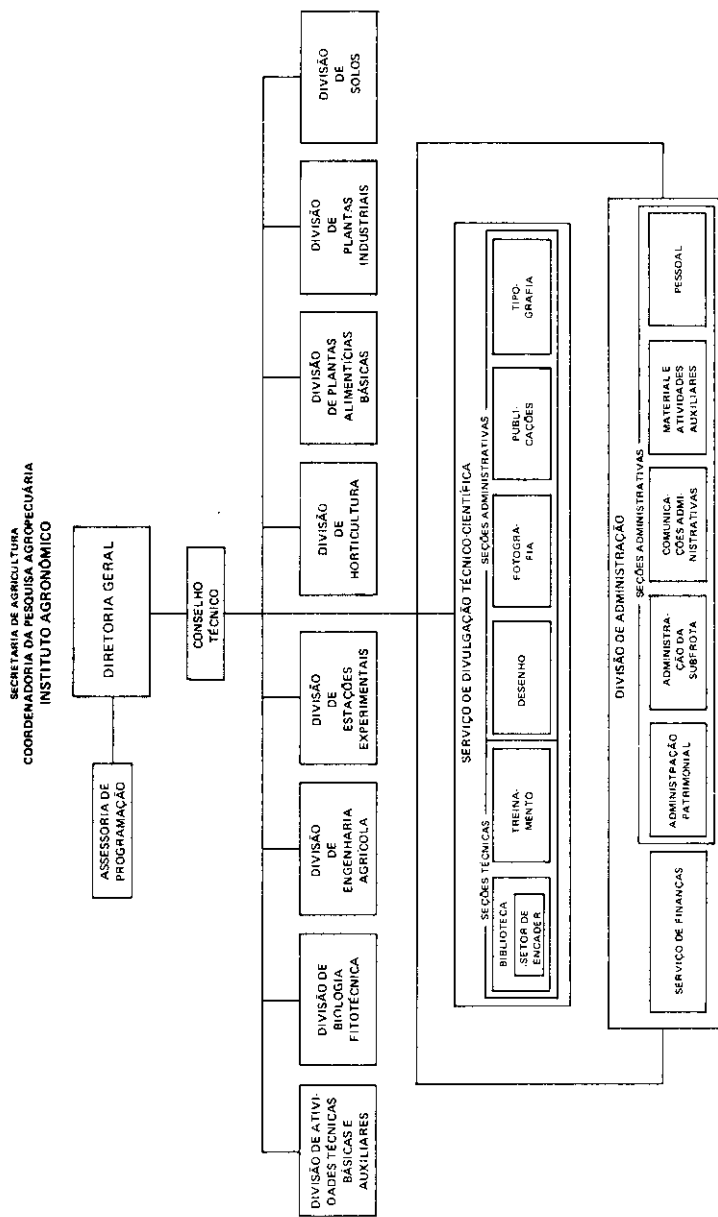 SECRETARIA DE AGRICULTURA
COORDENADORIA DA PESQUISA AGROPECUÁRIA
INSTITUTO AGRONÔMICO
DIRETORIA GERAL
ASSESSORIA DE
PROGRAMAÇÃO
CONSELHO
TÉCNICO
DIVISÃO DE ATIVI-
DADES TÉCNICAS
BÁSICAS E
AUXILIARES
DIVISÃO DE
BIOLOGIA
FITOTÉCNICA
DIVISÃO
DE
ENGENHARIA
AGRÍCOLA
DIVISÃO
DE
ESTAÇÕES
EXPERIMENTAIS
DIVISÃO
DE
HORTICULTURA
DIVISÃO
DE PLANTAS
ALIMENTÍCIAS
BÁSICAS
DIVISÃO
DE
PLANTAS
INDUSTRIAIS
DIVISÃO
DE
SOLOS
SERVIÇO DE DIVULGAÇÃO TÉCNICO-CIENTÍFICA
SEÇÕES TÉCNICAS
BIBLIOTECA
SETOR DE
ENCADER
TREINA-
MENTO
SEÇÕES ADMINISTRATIVAS
DESENHO
FOTOGRA-
FIA
PUBLI-
CAÇÕES
TIPO-
GRAFIA
DIVISÃO DE ADMINISTRAÇÃO
SERVIÇO DE FINANÇAS
SEÇÕES ADMINISTRATIVAS
ADMINISTRAÇÃO
PATRIMONIAL
ADMINISTRA-
ÇÃO DA
SUBFROTA
COMUNICA-
ÇÕES ADMI-
NISTRATIVAS
MATERIAL E
ATIVIDADES
AUXILIARES
PESSOAL